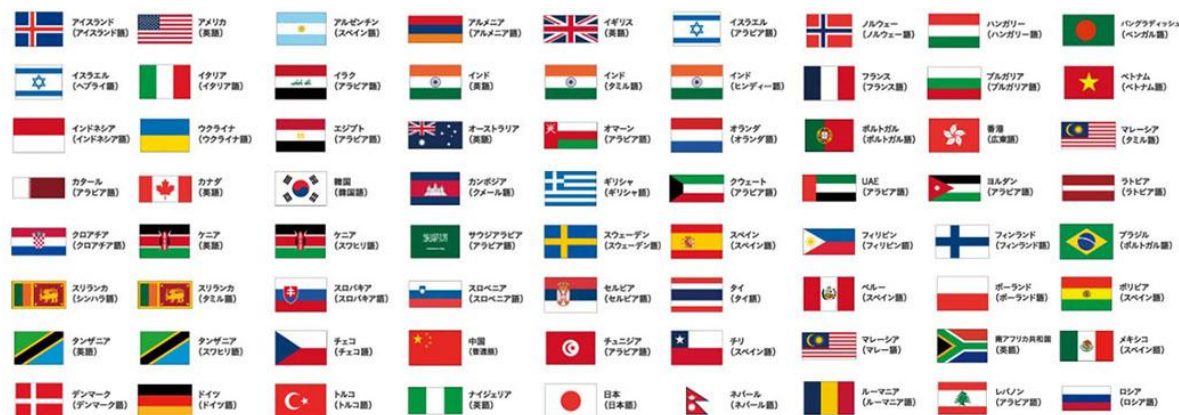 アイスランド
(アイスランド語)
アメリカ
(英語)
アルゼンチン
(スペイン語)
アルメニア
(アルメニア語)
イギリス
(英語)
イスラエル
(アラビア語)
ノルウェー
(ノルウェー語)
ハンガリー
(ハンガリー語)
バングラディッシュ
(ベンガル語)
イスラエル
(ヘブライ語)
イタリア
(イタリア語)
イラク
(アラビア語)
インド
(英語)
インド
(タミル語)
インド
(ヒンディー語)
フランス
(フランス語)
ブルガリア
(ブルガリア語)
ベトナム
(ベトナム語)
インドネシア
(インドネシア語)
ウクライナ
(ウクライナ語)
エジプト
(アラビア語)
オーストラリア
(英語)
オマーン
(アラビア語)
オランダ
(オランダ語)
ポルトガル
(ポルトガル語)
香港
(広東語)
マレーシア
(タミル語)
カタール
(アラビア語)
カナダ
(英語)
韓国
(韓国語)
カンボジア
(クメール語)
ギリシャ
(ギリシャ語)
クウェート
(アラビア語)
UAE
(アラビア語)
ヨルダン
(アラビア語)
ラトビア
(ラトビア語)
クロアチア
(クロアチア語)
ケニア
(英語)
ケニア
(スワヒリ語)
サウジアラビア
(アラビア語)
スウェーデン
(スウェーデン語)
スペイン
(スペイン語)
フィリピン
(フィリピン語)
フィンランド
(フィンランド語)
ブラジル
(ポルトガル語)
スリランカ
(シンハラ語)
スリランカ
(タミル語)
スロバキア
(スロバキア語)
スロベニア
(スロベニア語)
セルビア
(セルビア語)
タイ
(タイ語)
ペルー
(スペイン語)
ポーランド
(ポーランド語)
ボリビア
(スペイン語)
タンザニア
(英語)
タンザニア
(スワヒリ語)
チェコ
(チェコ語)
中国
(普通語)
チュニジア
(アラビア語)
チリ
(スペイン語)
マレーシア
(マレー語)
南アフリカ共和国
(英語)
メキシコ
(スペイン語)
デンマーク
(デンマーク語)
ドイツ
(ドイツ語)
トルコ
(トルコ語)
ナイジェリア
(英語)
日本
(日本語)
ネパール
(ネパール語)
ルーマニア
(ルーマニア語)
レバノン
(アラビア語)
ロシア
(ロシア語)